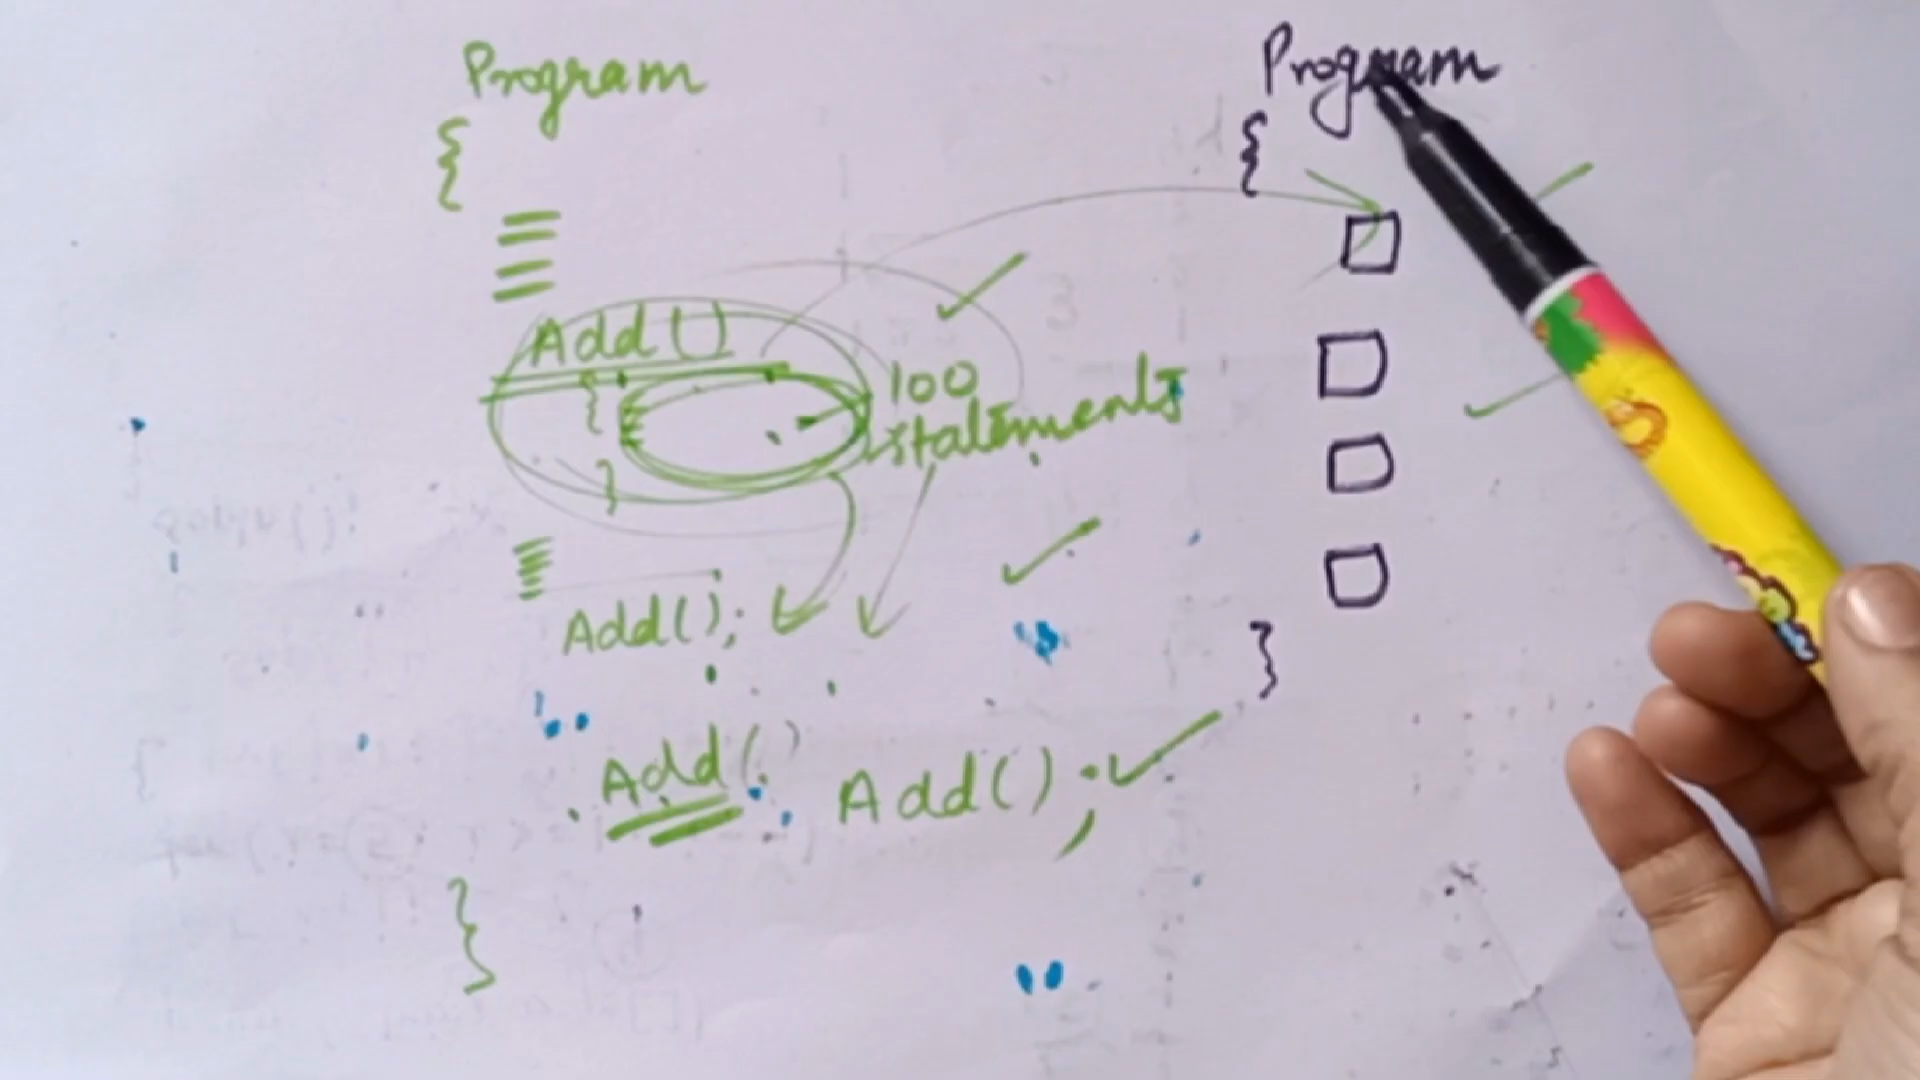 Program
{
Add ()
{
100
statements
}
Add();
Add()
Add();
}
Program
{
}